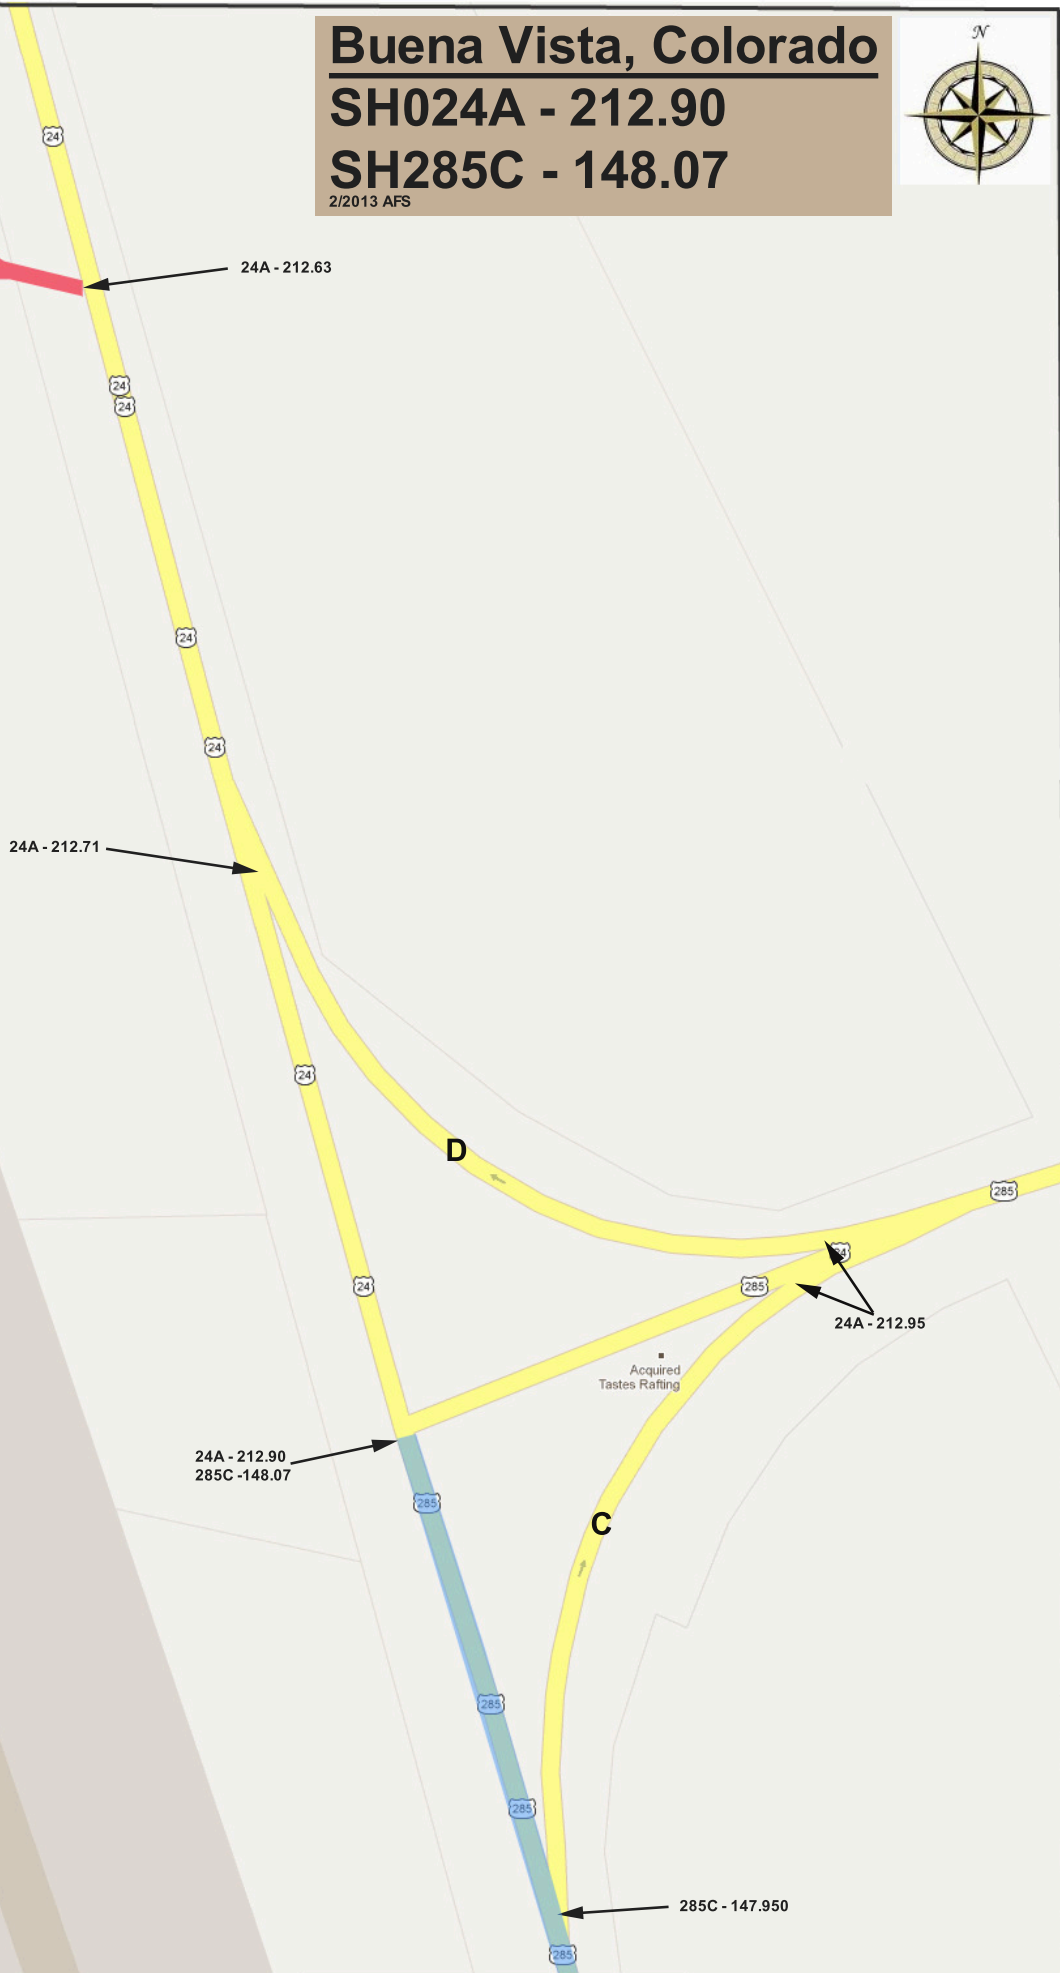 Buena Vista, Colorado
SH024A - 212.90
SH285C - 148.07
2/2013 AFS
N
24
24A - 212.63
24
24
24
24
24A - 212.71
24
D
285
24
285
24
24A - 212.95
Acquired
Tastes Rafting
24A - 212.90
285C -148.07
285
C
285
285
285C - 147.950
285